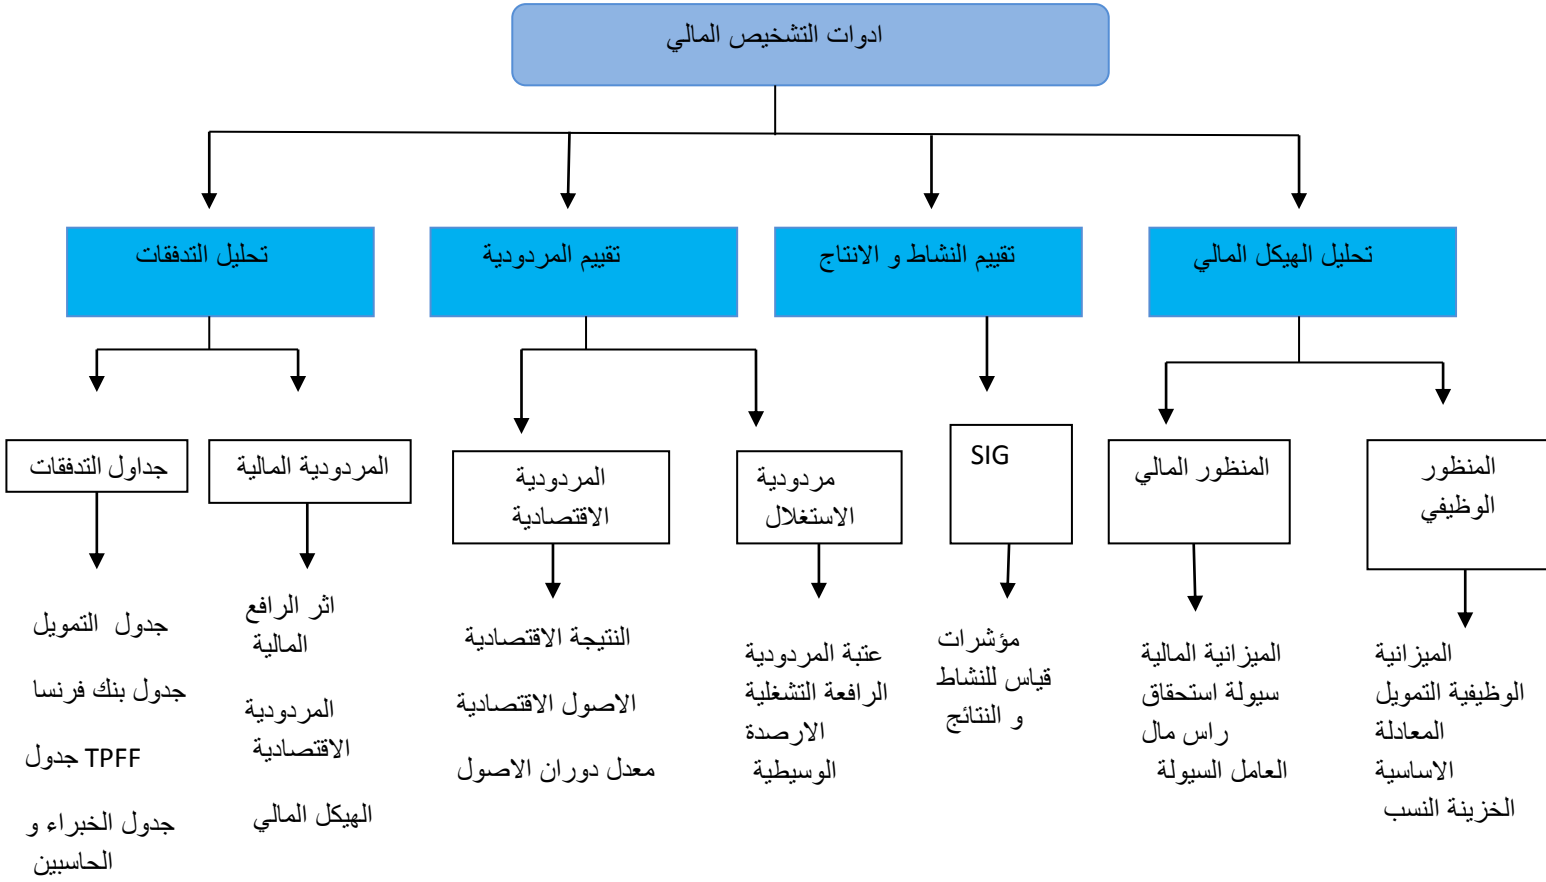 ادوات التشخيص المالي
تحليل الهيكل المالي
تقييم النشاط و الانتاج
تقييم المردودية
تحليل التدفقات
المنظور
الوظيفي
المنظور المالي
SIG
مردودية
الاستغلال
المردودية
الاقتصادية
المردودية المالية
جداول التدفقات
الميزانية
الوظيفية التمويل
المعادلة
الاساسية
الخزينة النسب
الميزانية المالية
سيولة استحقاق
راس مال
العامل السيولة
مؤشرات
قياس للنشاط
و النتائج
عتبة المردودية
الرافعة التشغلية
الارصدة
الوسيطية
النتيجة الاقتصادية
الاصول الاقتصادية
معدل دوران الاصول
اثر الرافع
المالية
المردودية
الاقتصادية
الهيكل المالي
جدول التمويل
جدول بنك فرنسا
جدول TPFF
جدول الخبراء و
الحاسبين